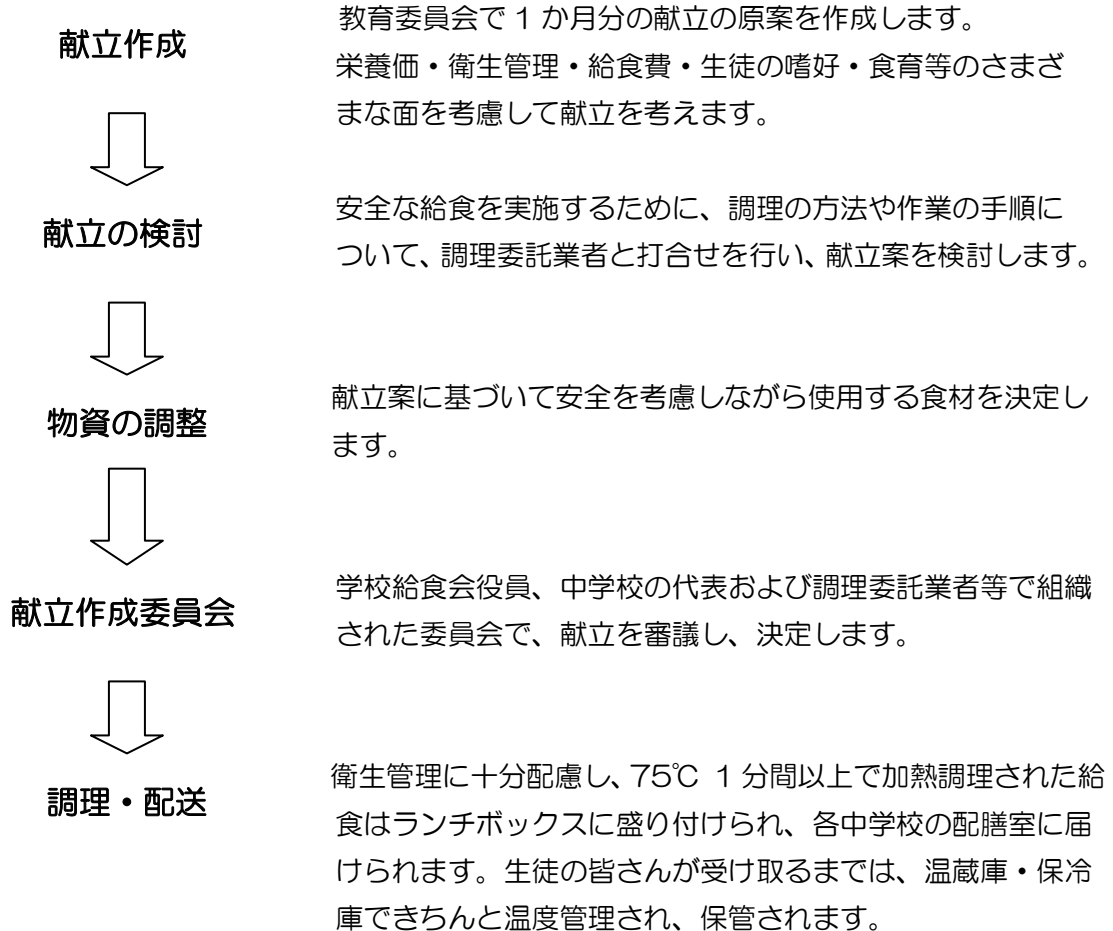 献立作成
教育委員会で１か月分の献立の原案を作成します。
栄養価・衛生管理・給食費・生徒の嗜好・食育等のさまざ
まな面を考慮して献立を考えます。
献立の検討
安全な給食を実施するために、調理の方法や作業の手順に
ついて、調理委託業者と打合せを行い、献立案を検討します。
物資の調整
献立案に基づいて安全を考慮しながら使用する食材を決定し
ます。
献立作成委員会
学校給食会役員、中学校の代表および調理委託業者等で組織
された委員会で、献立を審議し、決定します。
調理・配送
衛生管理に十分配慮し、75℃ １分間以上で加熱調理された給
食はランチボックスに盛り付けられ、各中学校の配膳室に届
けられます。生徒の皆さんが受け取るまでは、温蔵庫・保冷
庫できちんと温度管理され、保管されます。